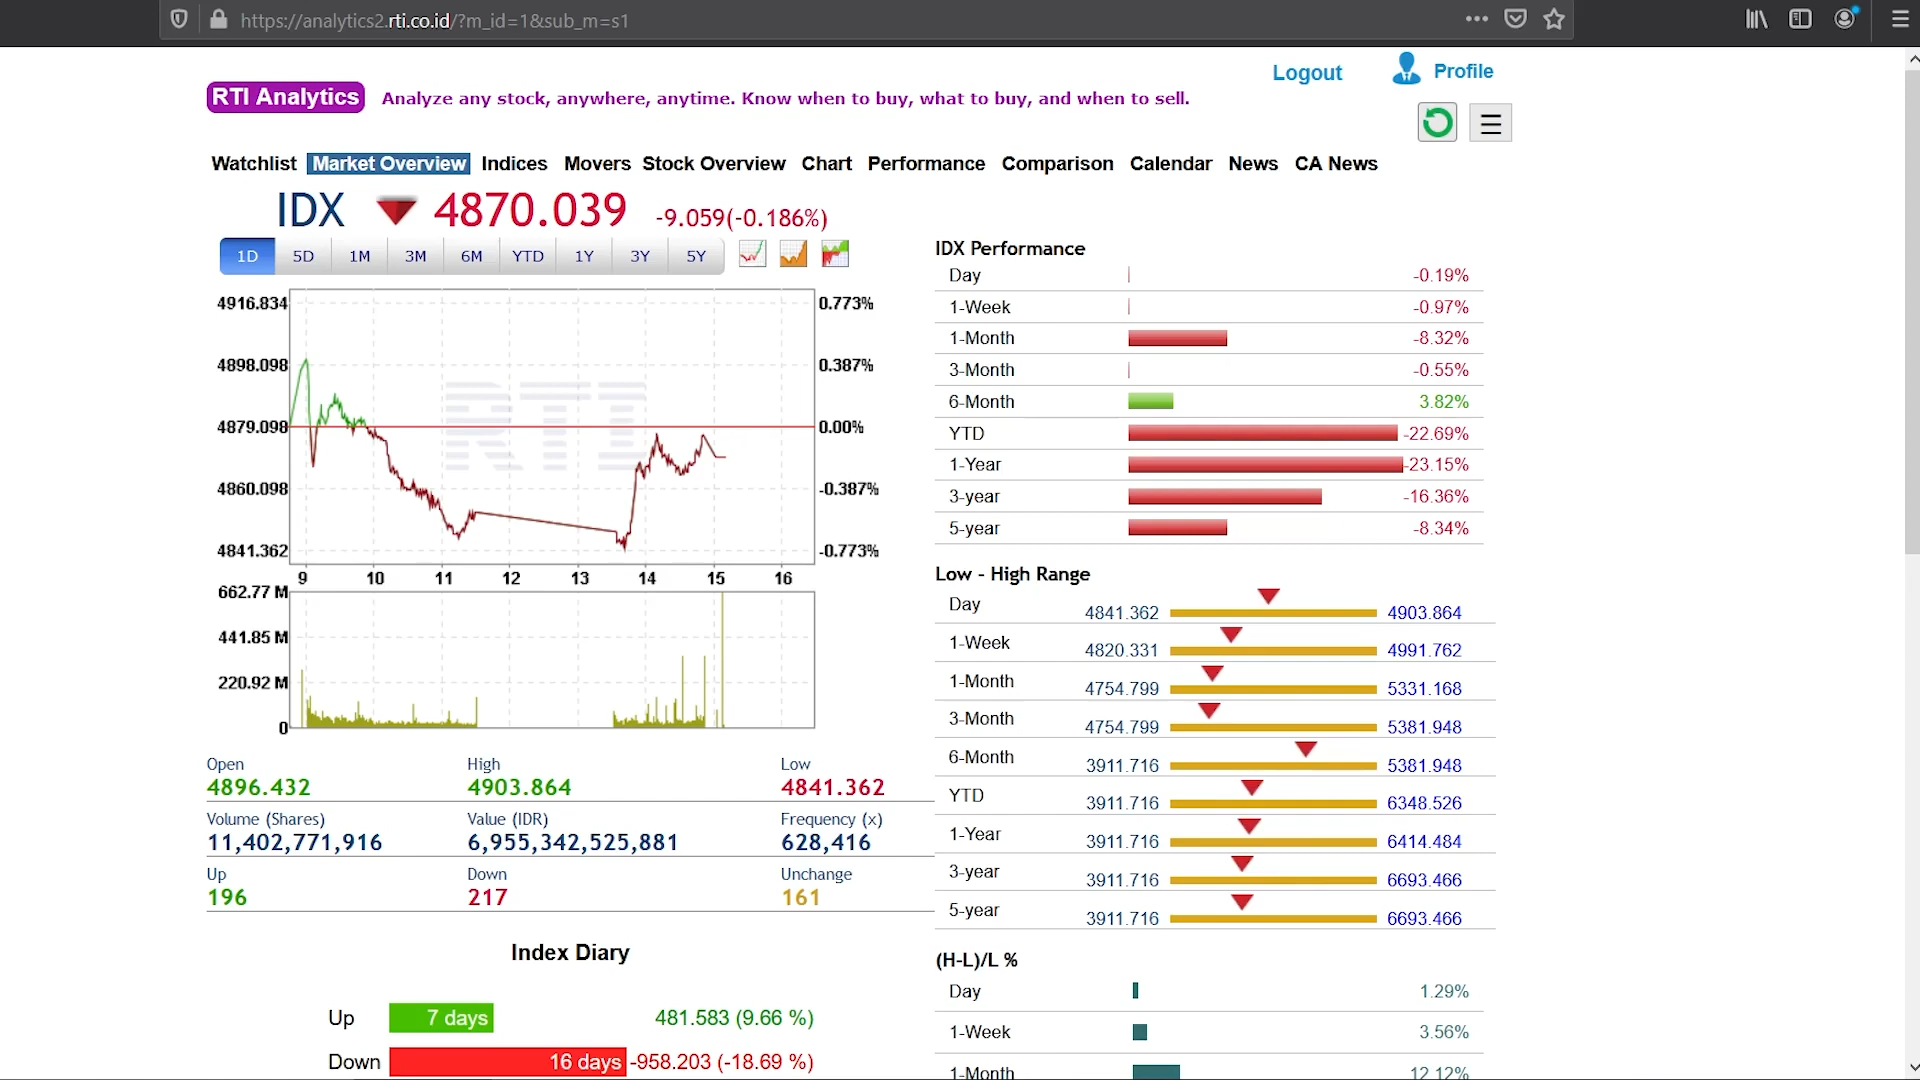 https://analytics2.rti.co.id/?m_id=1&sub_m=s1
Logout Profile
RTI Analytics Analyze any stock, anywhere, anytime. Know when to buy, what to buy, and when to sell.
Watchlist Market Overview Indices Movers Stock Overview Chart Performance Comparison Calendar News CA News
IDX 4870.039 -9.059(-0.186%)
1D 5D 1M 3M 6M YTD 1Y 3Y 5Y
4916.834 0.773%
4898.098 0.387%
4879.098 0.00%
4860.098 -0.387%
4841.362 -0.773%
RTI
9 10 11 12 13 14 15 16
662.77 M
441.85 M
220.92 M
0
Open High Low
4896.432 4903.864 4841.362
Volume (Shares) Value (IDR) Frequency (x)
11,402,771,916 6,955,342,525,881 628,416
Up Down Unchange
196 217 161
Index Diary
Up 7 days 481.583 (9.66 %)
Down 16 days -958.203 (-18.69 %)
IDX Performance
Day -0.19%
1-Week -0.97%
1-Month -8.32%
3-Month -0.55%
6-Month 3.82%
YTD -22.69%
1-Year -23.15%
3-year -16.36%
5-year -8.34%
Low - High Range
Day 4841.362 4903.864
1-Week 4820.331 4991.762
1-Month 4754.799 5331.168
3-Month 4754.799 5381.948
6-Month 3911.716 5381.948
YTD 3911.716 6348.526
1-Year 3911.716 6414.484
3-year 3911.716 6693.466
5-year 3911.716 6693.466
(H-L)/L %
Day 1.29%
1-Week 3.56%
1-Month 12.12%